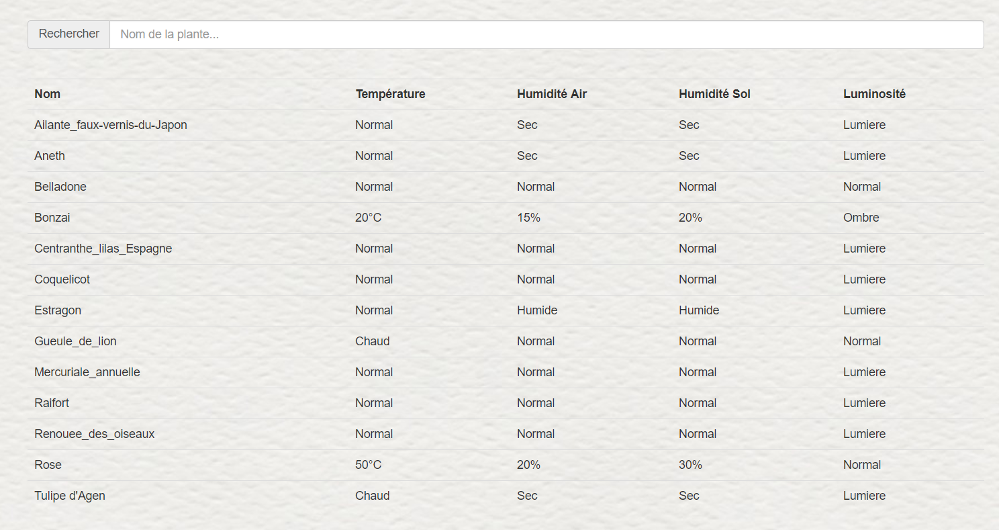 Rechercher Nom de la plante...
Nom Température Humidité Air Humidité Sol Luminosité
Ailante_faux-vernis-du-Japon Normal Sec Sec Lumiere
Aneth Normal Sec Sec Lumiere
Belladone Normal Normal Normal Normal
Bonzai 20°C 15% 20% Ombre
Centranthe_lilas_Espagne Normal Normal Normal Lumiere
Coquelicot Normal Normal Normal Lumiere
Estragon Normal Humide Humide Lumiere
Gueule_de_lion Chaud Normal Normal Normal
Mercuriale_annuelle Normal Normal Normal Lumiere
Raifort Normal Normal Normal Lumiere
Renouee_des_oiseaux Normal Normal Normal Lumiere
Rose 50°C 20% 30% Normal
Tulipe d'Agen Chaud Sec Sec Lumiere